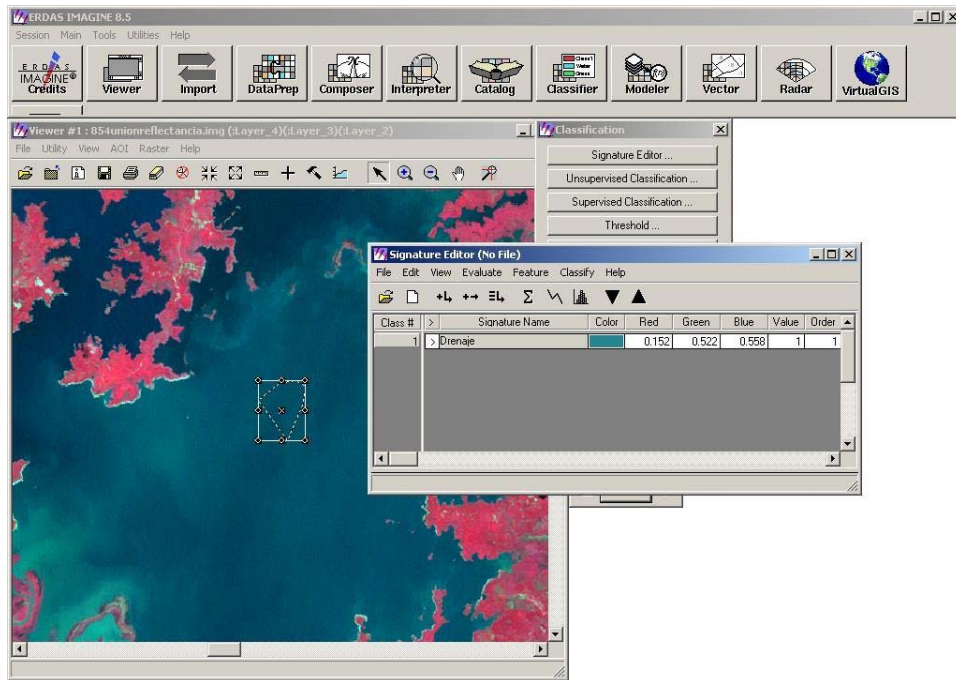 ERDAS IMAGINE 8.5
Session Main Tools Utilities Help
ERDAS
IMAGINE®
Credits Viewer Import DataPrep Composer Interpreter Catalog Classifier Modeler Vector Radar VirtualGIS
Class1
Water
Grass
Viewer #1 : 854unionreflectancia.img (:Layer_4)(:Layer_3)(:Layer_2)
File Utility View AOI Raster Help
Classification
Signature Editor ...
Unsupervised Classification ...
Supervised Classification ...
Threshold ...
Signature Editor (No File)
File Edit View Evaluate Feature Classify Help
Class # > Signature Name Color Red Green Blue Value Order
1 > Drenaje 0.152 0.522 0.558 1 1